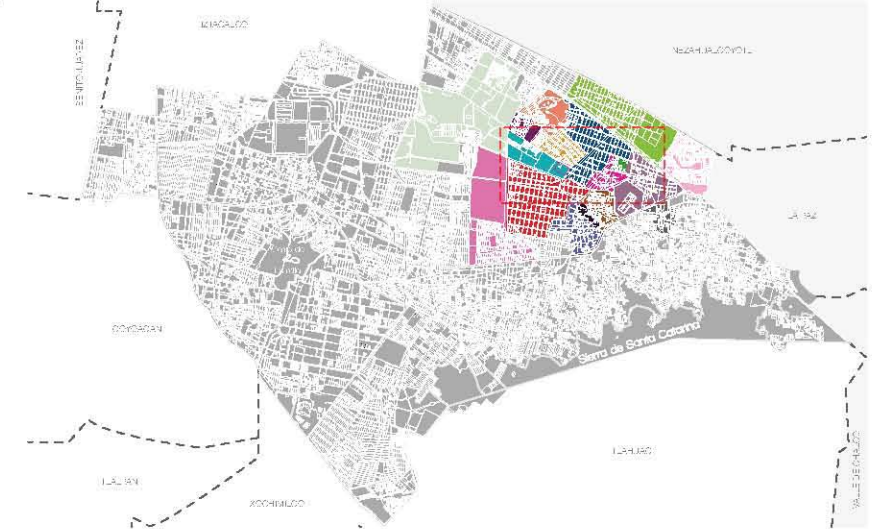 IZTACALCO
NEZAHUALCOYOTL
BENITO JUAREZ
LA PAZ
COYOACAN
Sierra de Santa Catarina
TLAHUAC
TLALPAN
XOCHIMILCO
VALLE DE CHALCO